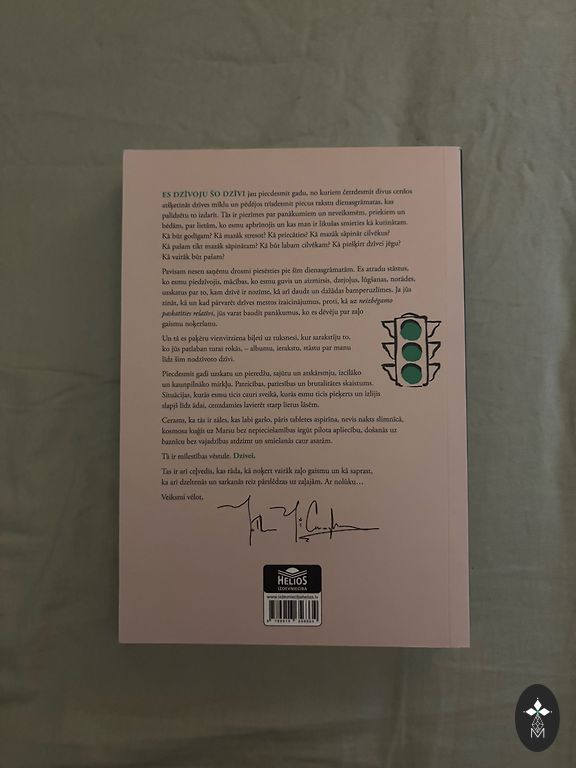 ES DZĪVOJU ŠO DZĪVI jau piecdesmit gadu, no kuriem četrdesmit divus cenšos
atšķetināt dzīves mīklu un pēdējos trīsdesmit piecus rakstu dienasgrāmatas, kas
palīdzētu to izdarīt. Tās ir piezīmes par panākumiem un neveiksmēm, priekiem un
bēdām, par lietām, ko esmu apbrīnojis un kas man ir likušas smieties kā kutinātam.
Kā būt godīgam? Kā mazāk stresot? Kā priecāties? Kā mazāk sāpināt cilvēkus?
Kā pašam tikt mazāk sāpinātam? Kā būt labam cilvēkam? Kā piešķirt dzīvei jēgu?
Kā vairāk būt pašam?
Pavisam nesen saņēmu drosmi piesēsties pie šīm dienasgrāmatām. Es atradu stāstus,
ko esmu piedzīvojis, mācības, ko esmu guvis un aizmirsis, dzejoļus, lūgšanas, norādes,
uzskatus par to, kam dzīvē ir nozīme, kā arī daudz un dažādas bamperuzlīmes. Ja jūs
zināt, kā un kad pārvarēt dzīves mestos izaicinājumus, proti, kā uz neizbēgamo
paskatīties relatīvi, jūs varat baudīt panākumus, ko es dēvēju par zaļo
gaismu noķeršanu.
Un tā es paķēru vienvirziena biļeti uz tuksnesi, kur sarakstīju to,
ko jūs patlaban turat rokās, – albumu, ierakstu, stāstu par manu
līdz šim nodzīvoto dzīvi.
Piecdesmit gadi uzskatu un pieredžu, sajūtu un atskārsmju, izcilāko
un kaunpilnāko mirkļu. Pateicības, patiesības un brutalitātes skaistums.
Situācijas, kurās esmu ticis cauri sveikā, kurās esmu ticis pieķerts un izlijis
slapjš līdz ādai, cenzdamies lavierēt starp lietus lāsēm.
Cerams, ka tās ir zāles, kas labi garšo, pāris tabletes aspirīna, nevis nakts slimnīcā,
kosmosa kuģis uz Marsu bez nepieciešamības iegūt pilota apliecību, došanās uz
baznīcu bez vajadzības atdzimt un smiešanās caur asarām.
Tā ir mīlestības vēstule. Dzīvei.
Tas ir arī ceļvedis, kas rāda, kā noķert vairāk zaļo gaismu un kā saprast,
ka arī dzeltenās un sarkanās reiz pārslēdzas uz zaļajām. Ar nolūku…
Veiksmi vēlot,
HELIOS
IZDEVNIECĪBA
www.izdevniecibahelios.lv
M